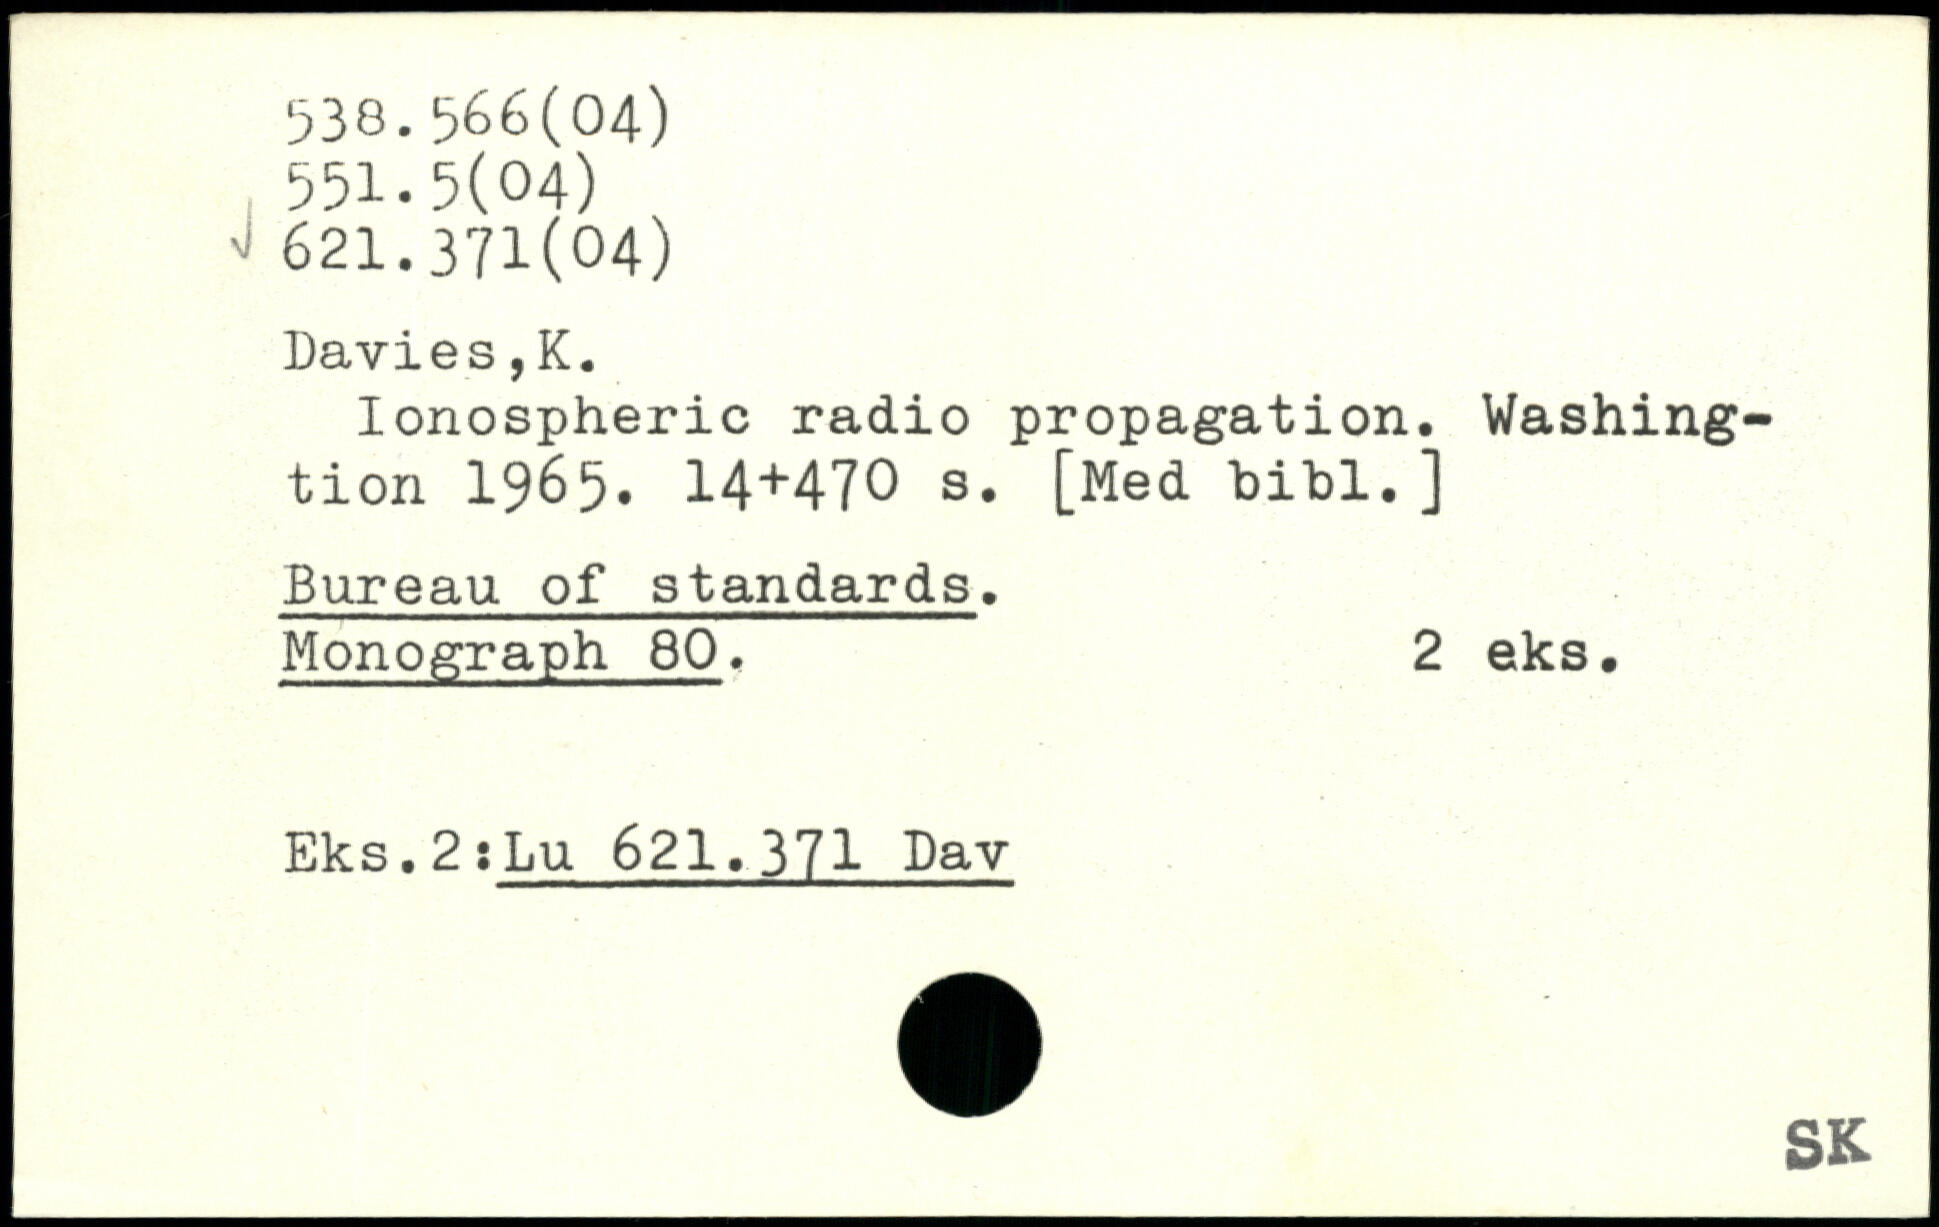 538.566(04)
551.5(04)
621.371(04)
Davies,K.
Ionospheric radio propagation. Washing-
tion 1965. 14+470 s. [Med bibl.]
Bureau of standards.
Monograph 80.
2 eks.
Eks.2:Lu 621.371 Dav
SK